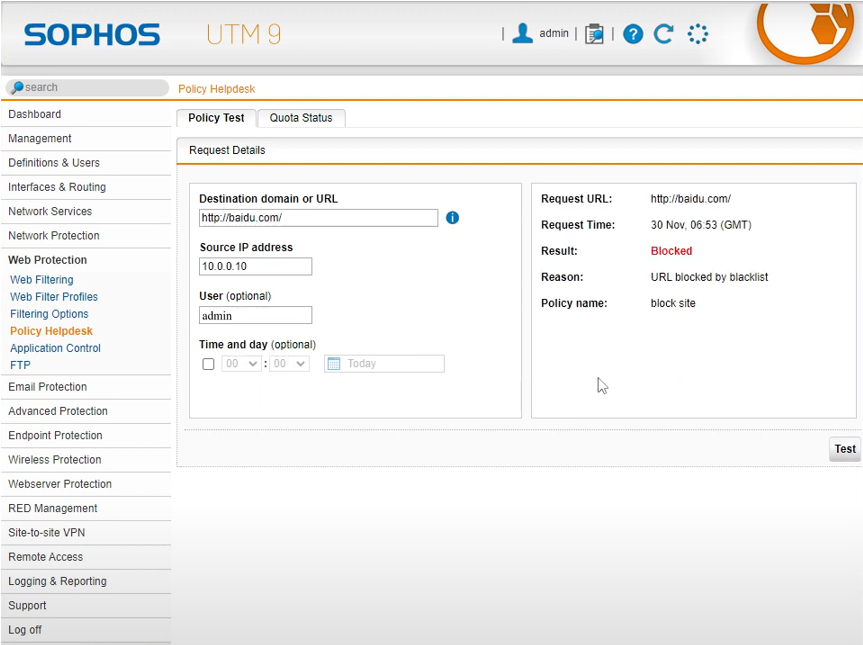 SOPHOS UTM 9
| admin | | ?
search
Policy Helpdesk
Dashboard
Management
Definitions & Users
Interfaces & Routing
Network Services
Network Protection
Web Protection
Web Filtering
Web Filter Profiles
Filtering Options
Policy Helpdesk
Application Control
FTP
Email Protection
Advanced Protection
Endpoint Protection
Wireless Protection
Webserver Protection
RED Management
Site-to-site VPN
Remote Access
Logging & Reporting
Support
Log off
Policy Test Quota Status
Request Details
Destination domain or URL
http://baidu.com/
Source IP address
10.0.0.10
User (optional)
admin
Time and day (optional)
00 : 00 Today
Request URL: http://baidu.com/
Request Time: 30 Nov, 06:53 (GMT)
Result: Blocked
Reason: URL blocked by blacklist
Policy name: block site
Test